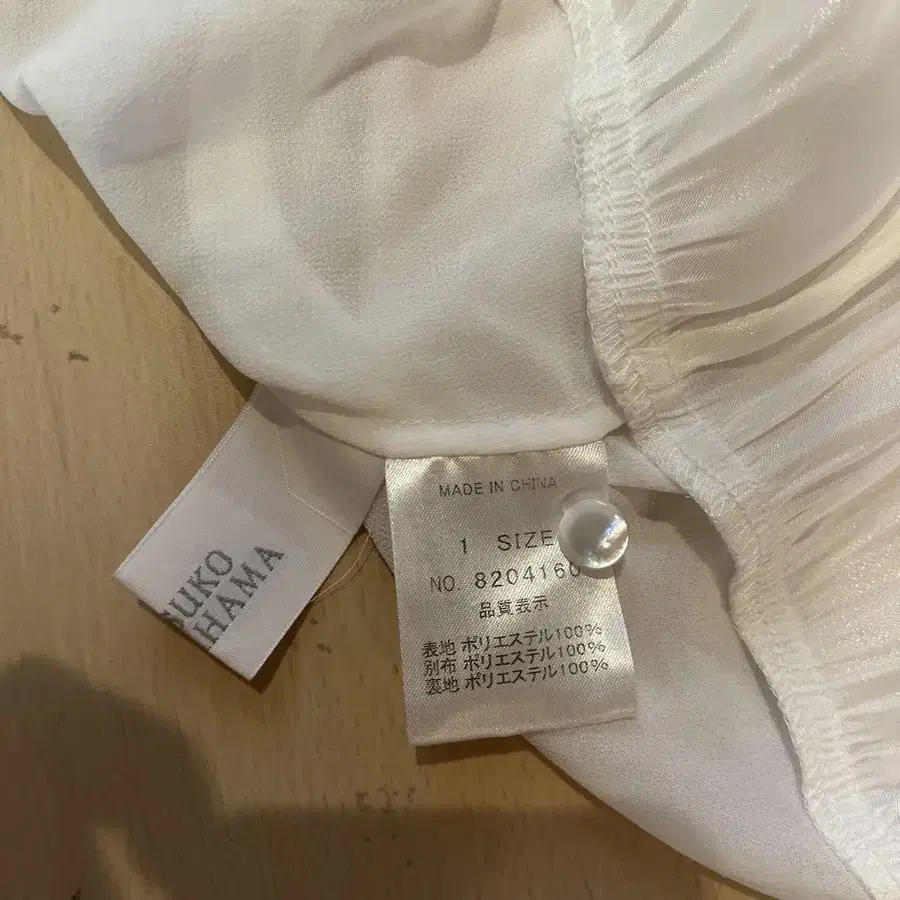 UKO
HAMA
MADE IN CHINA
1 SIZE
NO. 8204160
品質表示
表地 ポリエステル100%
別布 ポリエステル100%
裏地 ポリエステル100%